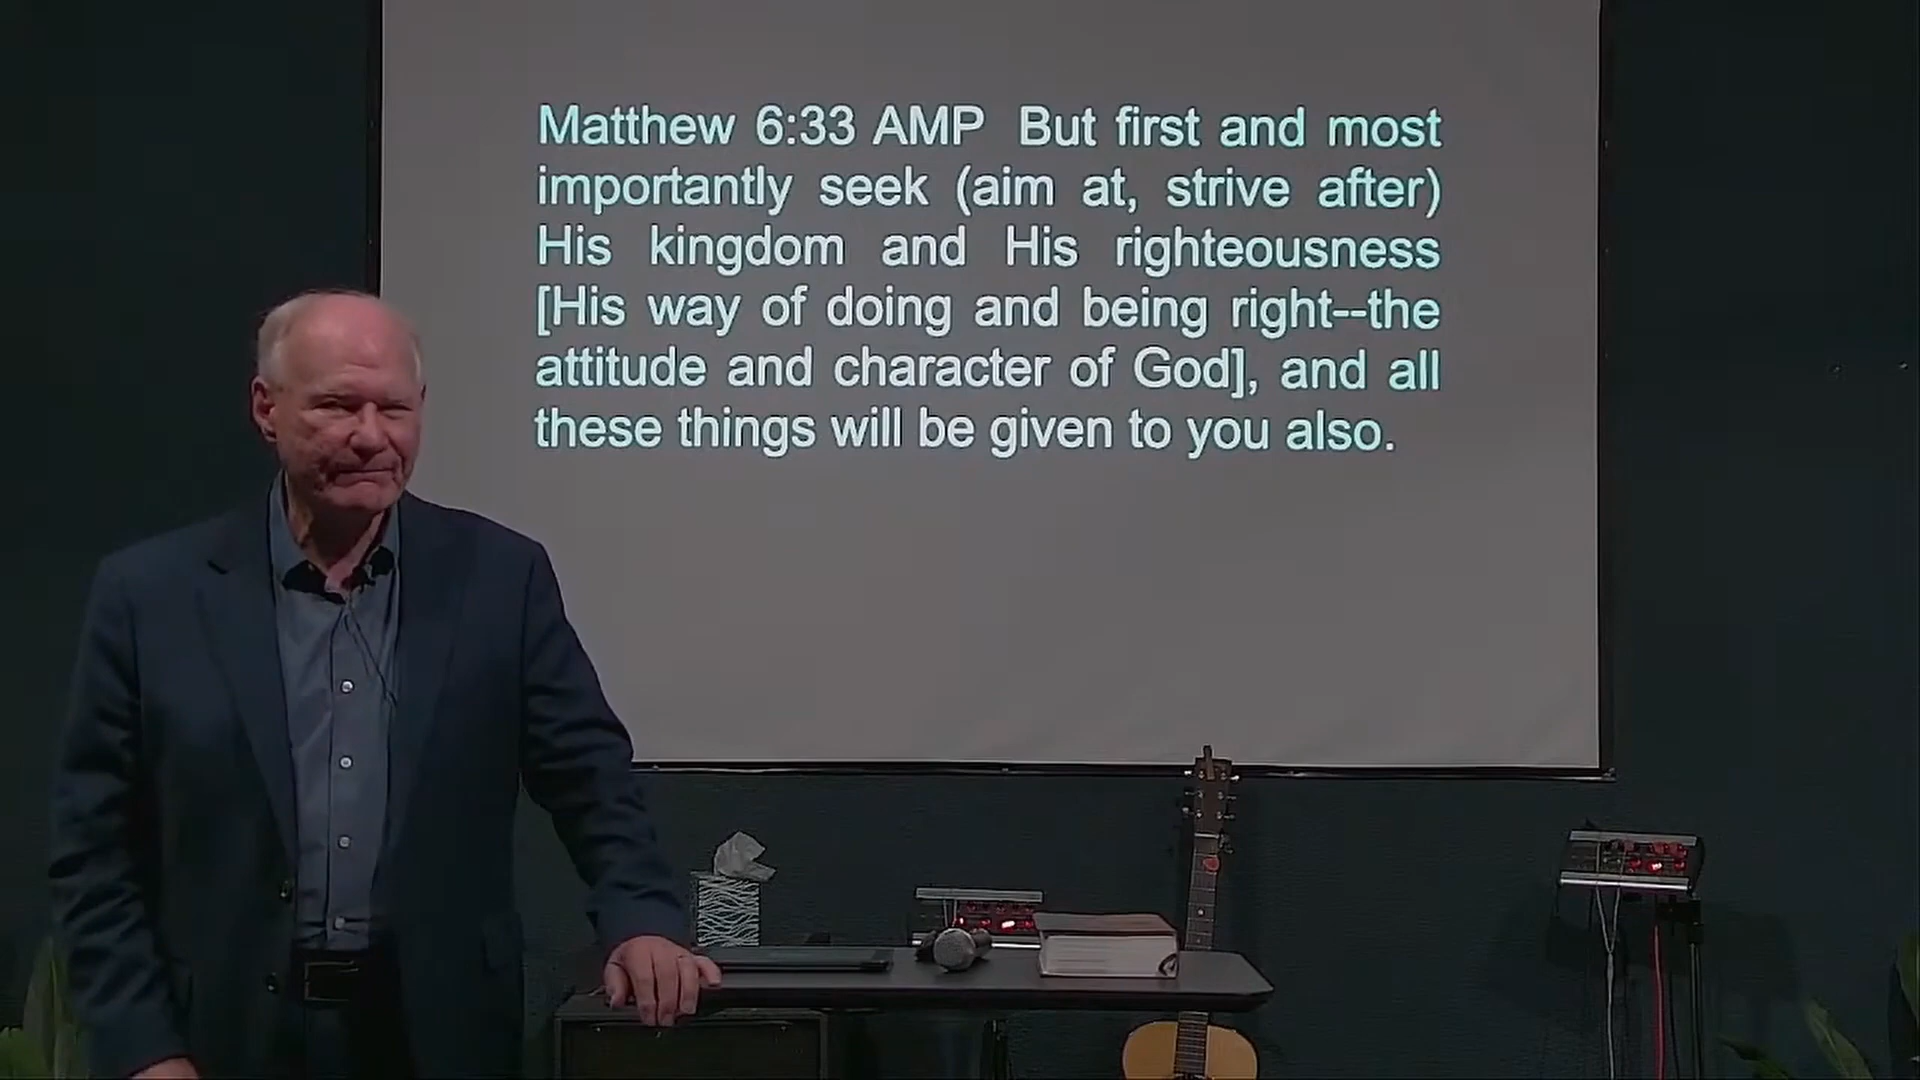 Matthew 6:33 AMP But first and most
importantly seek (aim at, strive after)
His kingdom and His righteousness
[His way of doing and being right--the
attitude and character of God], and all
these things will be given to you also.